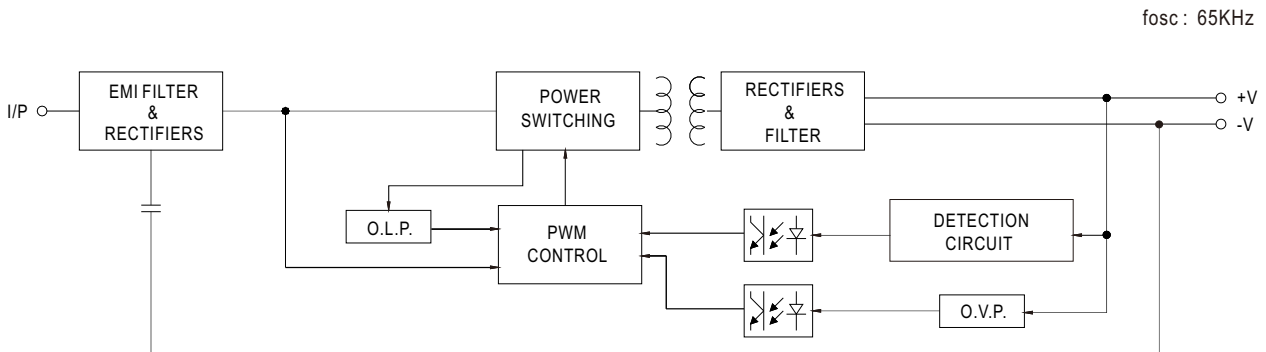 fosc : 65KHz
I/P
EMI FILTER
&
RECTIFIERS
POWER
SWITCHING
RECTIFIERS
&
FILTER
+V
-V
O.L.P.
PWM
CONTROL
DETECTION
CIRCUIT
O.V.P.